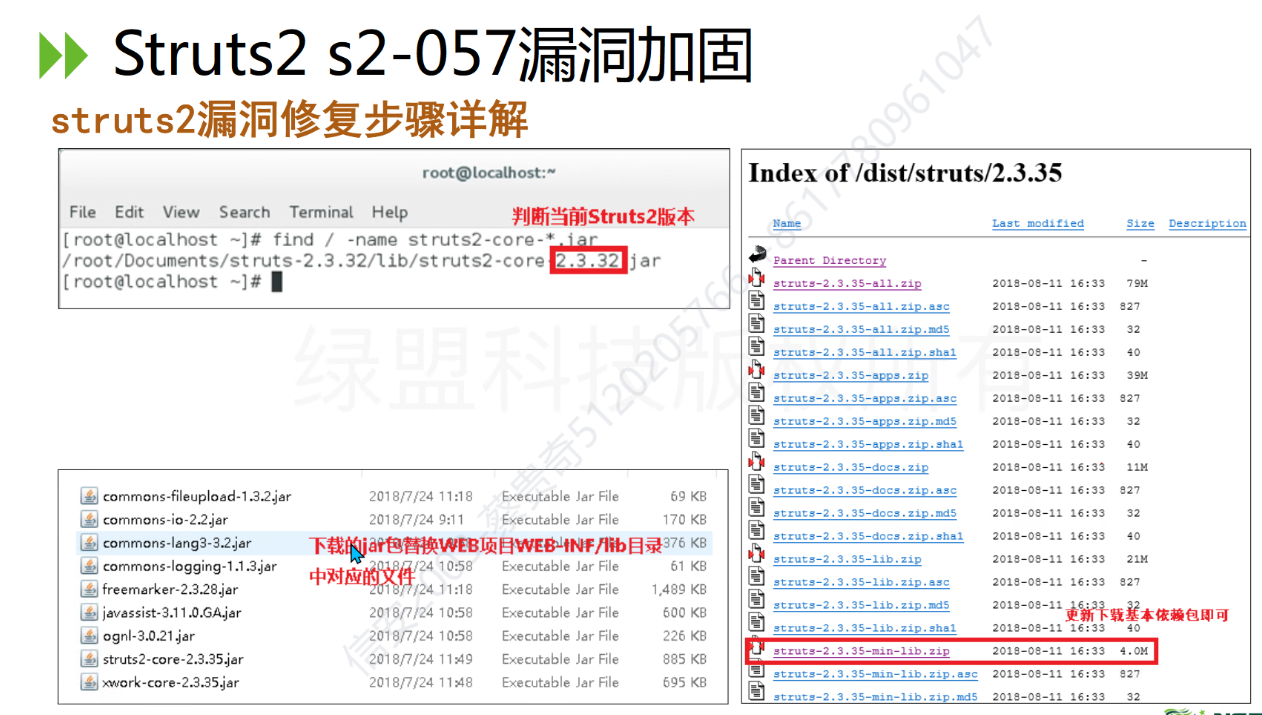 Struts2 s2-057漏洞加固
struts2漏洞修复步骤详解
root@localhost:~
File Edit View Search Terminal Help
判断当前Struts2版本
[root@localhost ~]# find / -name struts2-core-*.jar
/root/Documents/struts-2.3.32/lib/struts2-core-2.3.32.jar
[root@localhost ~]#
commons-fileupload-1.3.2.jar 2018/7/24 11:18 Executable Jar File 69 KB
commons-io-2.2.jar 2018/7/24 9:11 Executable Jar File 170 KB
commons-lang3-3.2.jar 376 KB
下载的jar包替换WEB项目WEB-INF/lib目录
commons-logging-1.1.3.jar 2018/7/24 10:58 Executable Jar File 61 KB
中对应的文件
freemarker-2.3.28.jar 2018/7/24 11:18 Executable Jar File 1,489 KB
javassist-3.11.0.GA.jar 2018/7/24 10:58 Executable Jar File 600 KB
ognl-3.0.21.jar 2018/7/24 10:58 Executable Jar File 226 KB
struts2-core-2.3.35.jar 2018/7/24 11:49 Executable Jar File 885 KB
xwork-core-2.3.35.jar 2018/7/24 11:48 Executable Jar File 695 KB
Index of /dist/struts/2.3.35
Name Last modified Size Description
Parent Directory -
struts-2.3.35-all.zip 2018-08-11 16:33 79M
struts-2.3.35-all.zip.asc 2018-08-11 16:33 827
struts-2.3.35-all.zip.md5 2018-08-11 16:33 32
struts-2.3.35-all.zip.sha1 2018-08-11 16:33 40
struts-2.3.35-apps.zip 2018-08-11 16:33 39M
struts-2.3.35-apps.zip.asc 2018-08-11 16:33 827
struts-2.3.35-apps.zip.md5 2018-08-11 16:33 32
struts-2.3.35-apps.zip.sha1 2018-08-11 16:33 40
struts-2.3.35-docs.zip 2018-08-11 16:33 11M
struts-2.3.35-docs.zip.asc 2018-08-11 16:33 827
struts-2.3.35-docs.zip.md5 2018-08-11 16:33 32
struts-2.3.35-docs.zip.sha1 2018-08-11 16:33 40
struts-2.3.35-lib.zip 2018-08-11 16:33 21M
struts-2.3.35-lib.zip.asc 2018-08-11 16:33 827
struts-2.3.35-lib.zip.md5 2018-08-11 16:33 32
更新下载基本依赖包即可
struts-2.3.35-lib.zip.sha1 2018-08-11 16:33 40
struts-2.3.35-min-lib.zip 2018-08-11 16:33 4.0M
struts-2.3.35-min-lib.zip.asc 2018-08-11 16:33 827
struts-2.3.35-min-lib.zip.md5 2018-08-11 16:33 32
绿盟科技版权所有